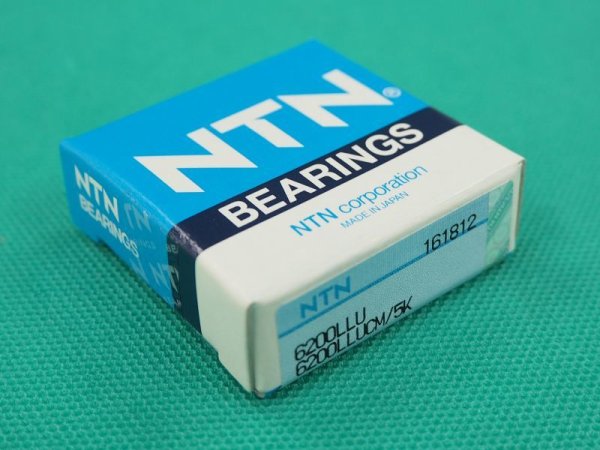 NTN®
BEARINGS
NTN corporation
MADE IN JAPAN
NTN
BEARINGS
NTN
161812
6200LLU
6200LLUCM/5K